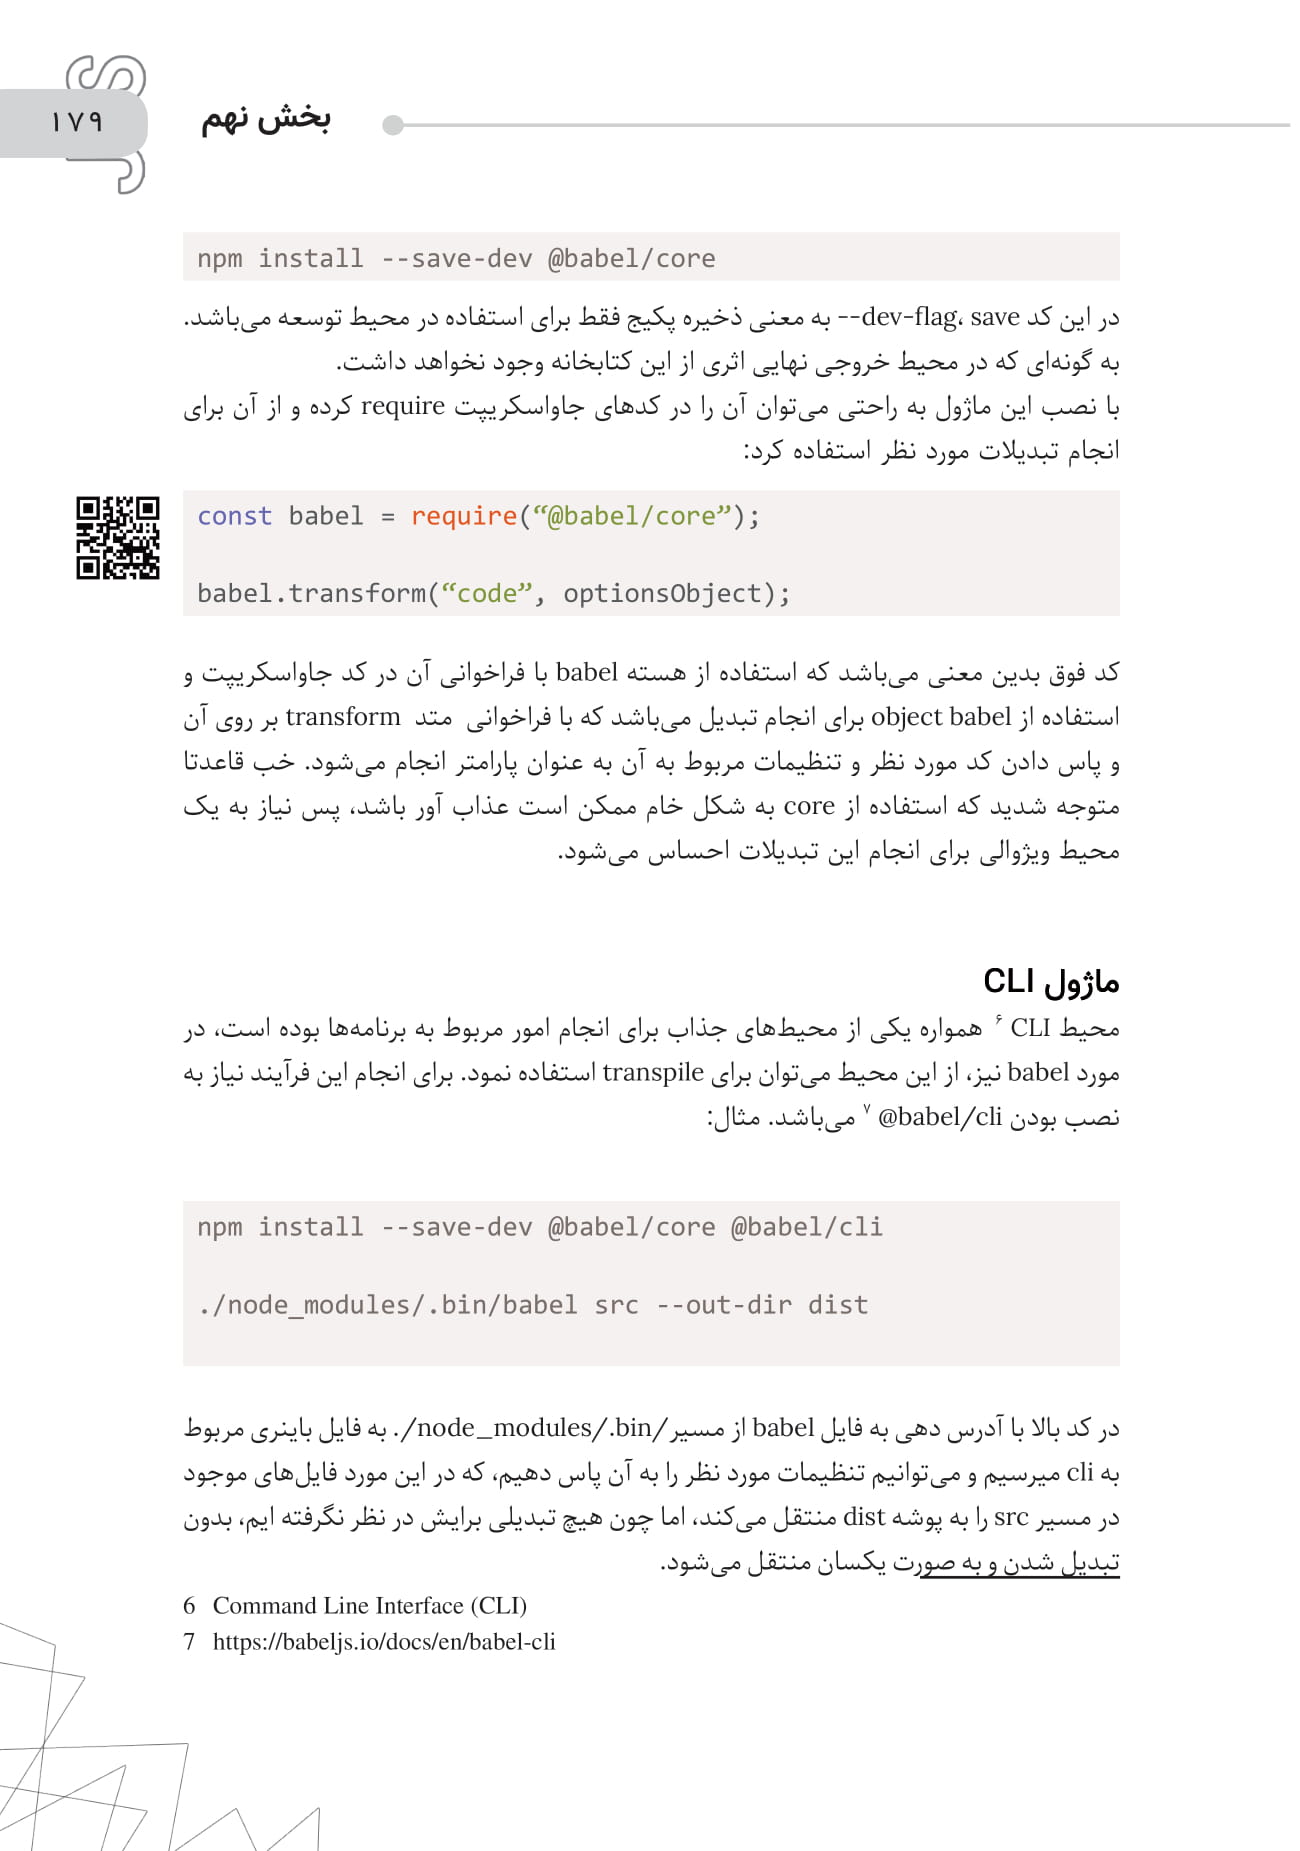 ۱۷۹
بخش نهم
npm install --save-dev @babel/core
در این کد dev-flag، save-- به معنی ذخیره پکیج فقط برای استفاده در محیط توسعه می‌باشد.
به گونه‌ای که در محیط خروجی نهایی اثری از این کتابخانه وجود نخواهد داشت.
با نصب این ماژول به راحتی می‌توان آن را در کدهای جاواسکریپت require کرده و از آن برای
انجام تبدیلات مورد نظر استفاده کرد:
const babel = require(“@babel/core”);
babel.transform(“code”, optionsObject);
کد فوق بدین معنی می‌باشد که استفاده از هسته babel با فراخوانی آن در کد جاواسکریپت و
استفاده از object babel برای انجام تبدیل می‌باشد که با فراخوانی متد transform بر روی آن
و پاس دادن کد مورد نظر و تنظیمات مربوط به آن به عنوان پارامتر انجام می‌شود. خب قاعدتا
متوجه شدید که استفاده از core به شکل خام ممکن است عذاب آور باشد، پس نیاز به یک
محیط ویژوالی برای انجام این تبدیلات احساس می‌شود.
ماژول CLI
محیط CLI ۶ همواره یکی از محیط‌های جذاب برای انجام امور مربوط به برنامه‌ها بوده است، در
مورد babel نیز، از این محیط می‌توان برای transpile استفاده نمود. برای انجام این فرآیند نیاز به
نصب بودن @babel/cli ۷ می‌باشد. مثال:
npm install --save-dev @babel/core @babel/cli
./node_modules/.bin/babel src --out-dir dist
در کد بالا با آدرس دهی به فایل babel از مسیر ./node_modules/.bin/ به فایل باینری مربوط
به cli میرسیم و می‌توانیم تنظیمات مورد نظر را به آن پاس دهیم، که در این مورد فایل‌های موجود
در مسیر src را به پوشه dist منتقل می‌کند، اما چون هیچ تبدیلی برایش در نظر نگرفته ایم، بدون
تبدیل شدن و به صورت یکسان منتقل می‌شود.
6 Command Line Interface (CLI)
7 https://babeljs.io/docs/en/babel-cli